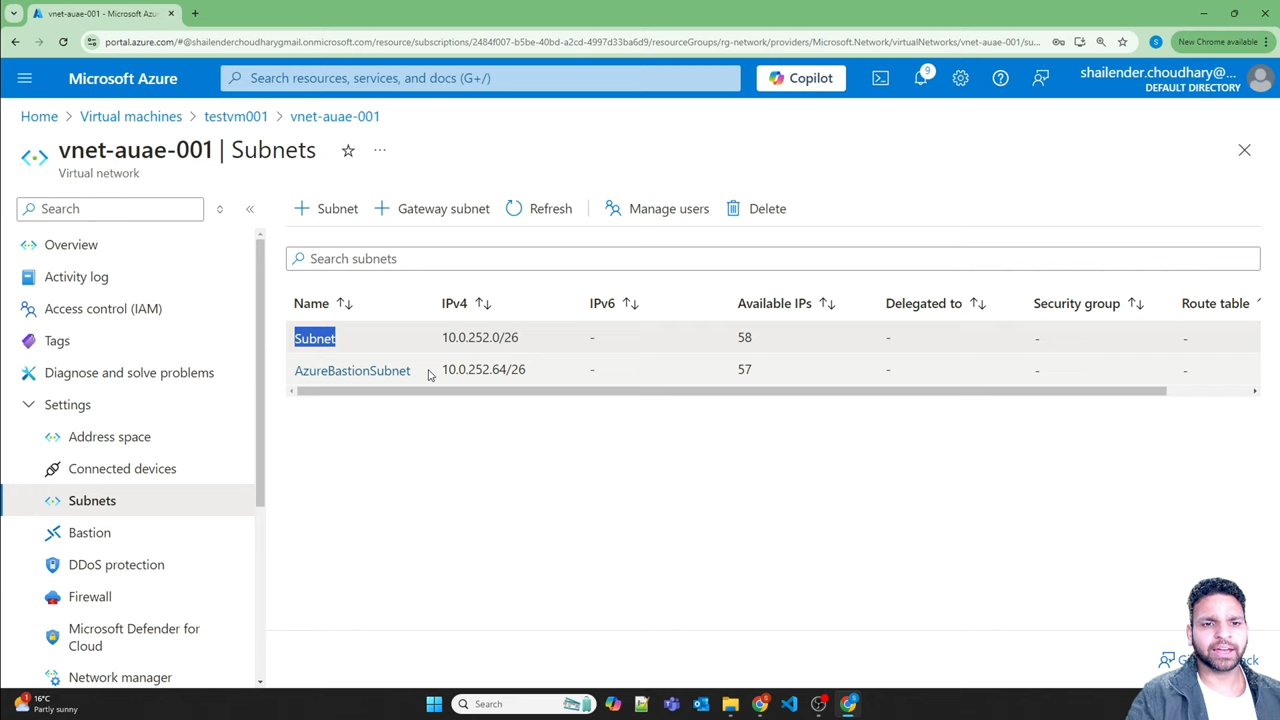 vnet-auae-001 - Microsoft Azur
portal.azure.com/#@shailenderchoudharygmail.onmicrosoft.com/resource/subscriptions/2484f007-b5be-40bd-a2cd-4997d33ba6d9/resourceGroups/rg-network/providers/Microsoft.Network/virtualNetworks/vnet-auae-001/su...
S
New Chrome available
Microsoft Azure
Search resources, services, and docs (G+/)
Copilot
9
shailender.choudhary@...
DEFAULT DIRECTORY
Home > Virtual machines > testvm001 > vnet-auae-001
vnet-auae-001 | Subnets
Virtual network
Search
+ Subnet + Gateway subnet Refresh Manage users Delete
Overview
Activity log
Access control (IAM)
Tags
Diagnose and solve problems
Settings
Address space
Connected devices
Subnets
Bastion
DDoS protection
Firewall
Microsoft Defender for
Cloud
Network manager
Search subnets
Name IPv4 IPv6 Available IPs Delegated to Security group Route table
Subnet 10.0.252.0/26 - 58 - - -
AzureBastionSubnet 10.0.252.64/26 - 57 - - -
16°C
Partly sunny
Search